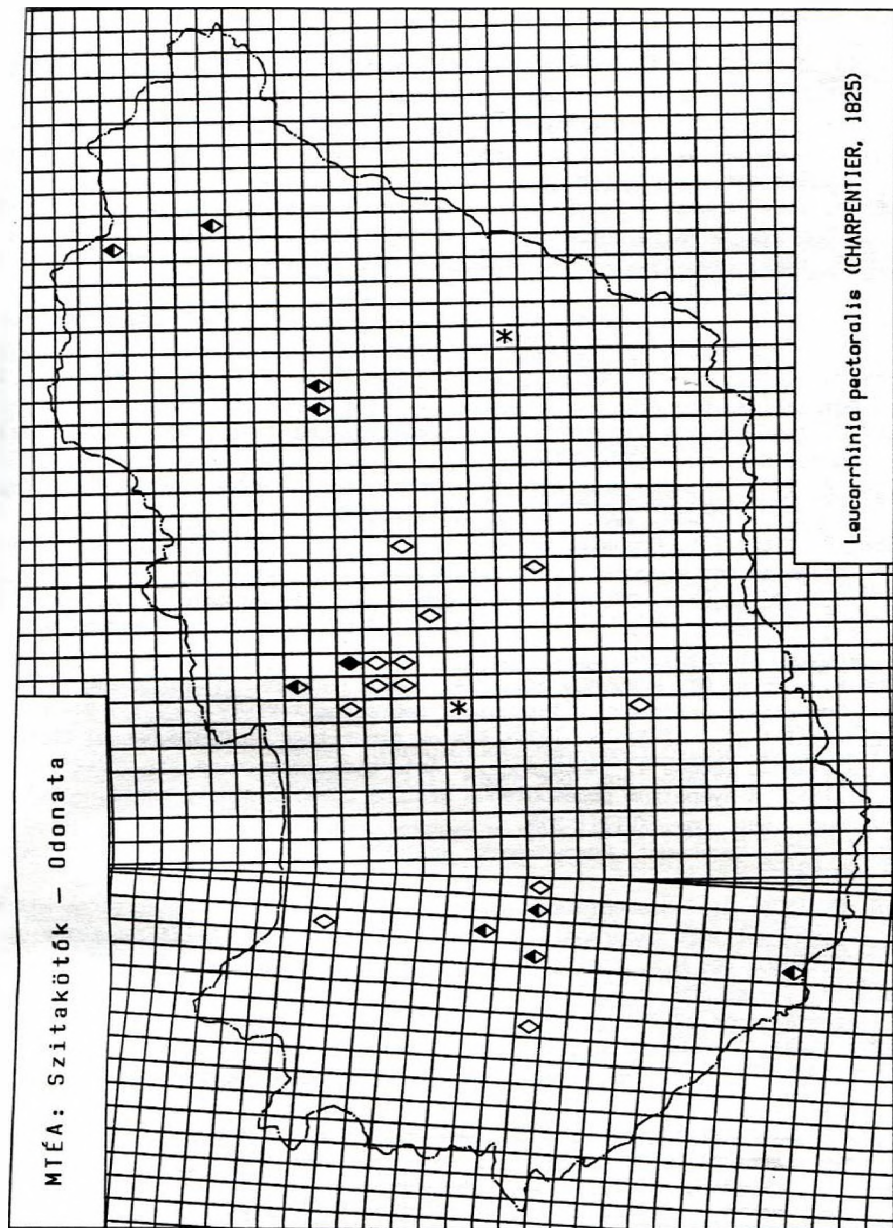 MTÉA: Szitakötők — Odonata
Leucorrhinia pectoralis (CHARPENTIER, 1825)